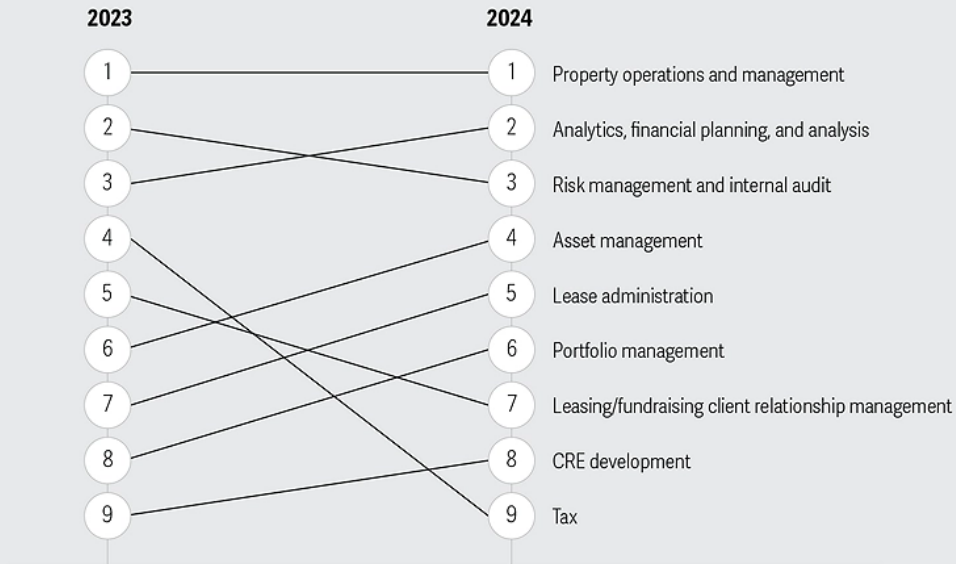 2023 2024
1 1 Property operations and management
2 2 Analytics, financial planning, and analysis
3 3 Risk management and internal audit
4 4 Asset management
5 5 Lease administration
6 6 Portfolio management
7 7 Leasing/fundraising client relationship management
8 8 CRE development
9 9 Tax